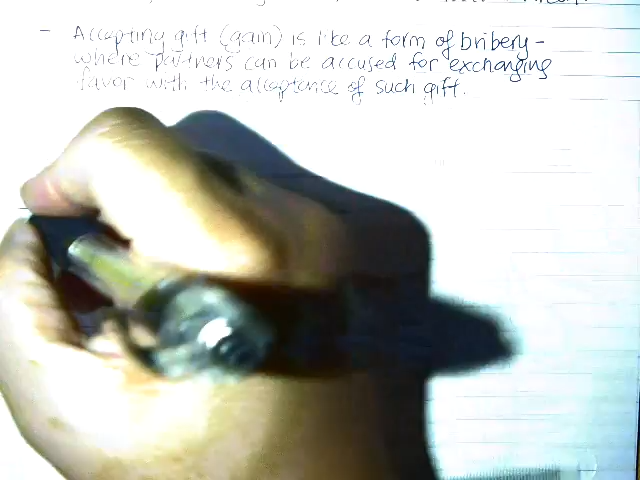 - Accepting gift (gain) is like a form of bribery -
where partners can be accused for exchanging
favor with the acceptance of such gift.